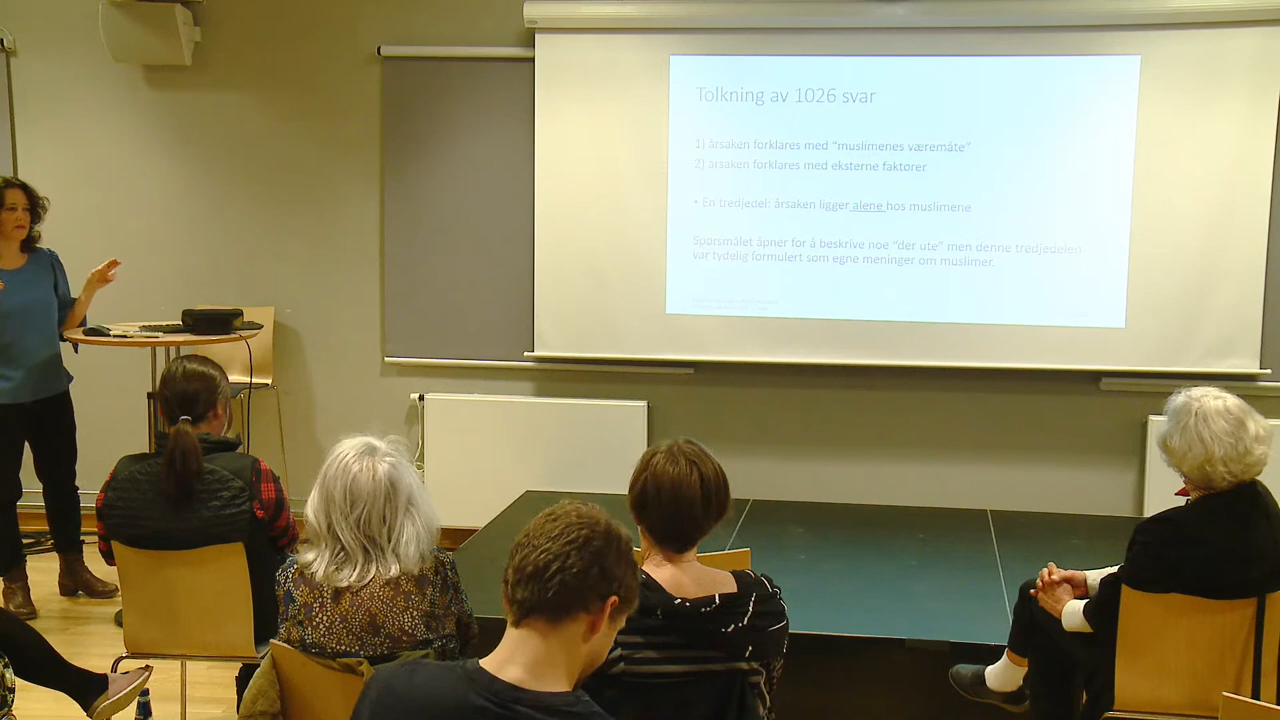 Tolkning av 1026 svar
1) årsaken forklares med “muslimenes væremåte”
2) årsaken forklares med eksterne faktører
• En tredjedel: årsaken ligger alene hos muslimene
Spørsmålet åpner for å beskrive noe “der ute” men denne tredjedelen
var tydelig formulert som egne meninger om muslimer.